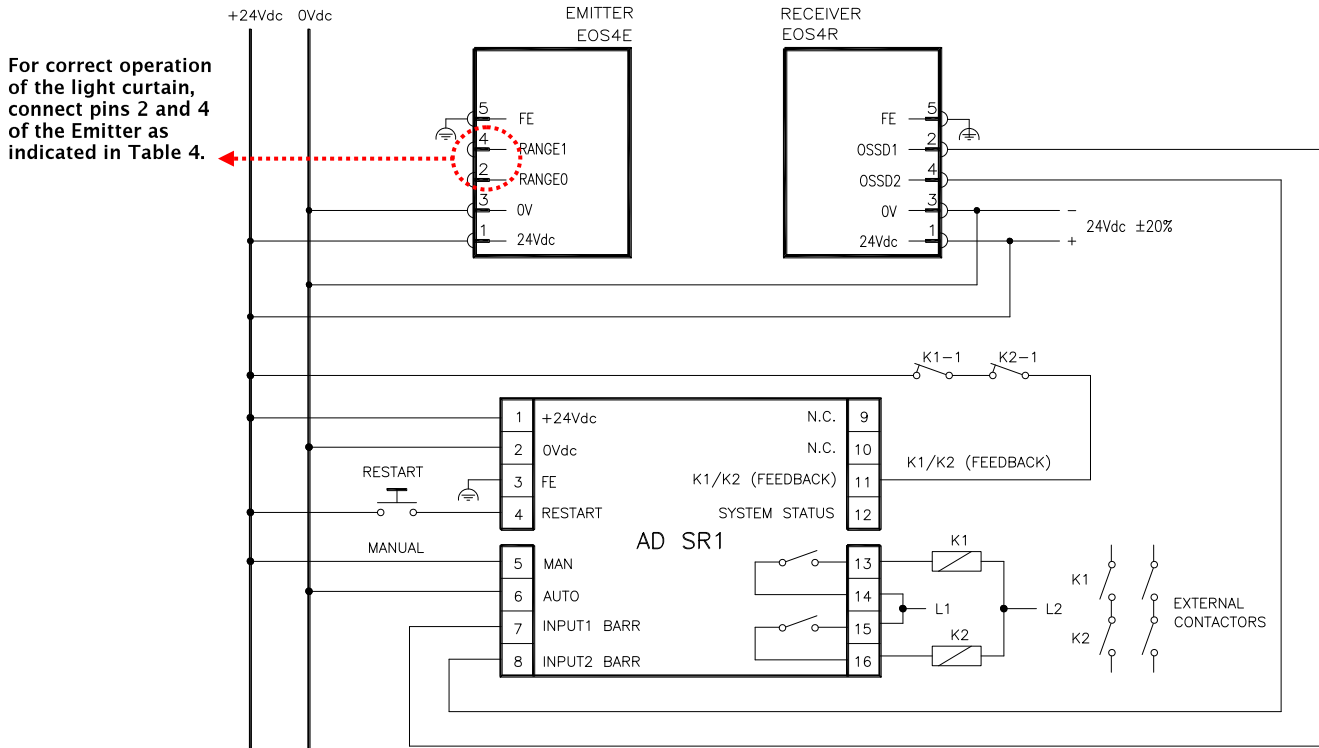 +24Vdc 0Vdc
EMITTER
EOS4E
RECEIVER
EOS4R
For correct operation
of the light curtain,
connect pins 2 and 4
of the Emitter as
indicated in Table 4.
5 FE
4 RANGE1
2 RANGE0
3 0V
1 24Vdc
FE 5
OSSD1 2
OSSD2 4
0V 3
24Vdc 1
−
24Vdc ±20%
+
K1−1 K2−1
1 +24Vdc
2 0Vdc
3 FE
4 RESTART
RESTART
MANUAL
N.C. 9
N.C. 10
K1/K2 (FEEDBACK) 11
SYSTEM STATUS 12
K1/K2 (FEEDBACK)
AD SR1
5 MAN
6 AUTO
7 INPUT1 BARR
8 INPUT2 BARR
13
14
15
16
K1
L1
L2
K2
K1
K2
EXTERNAL
CONTACTORS